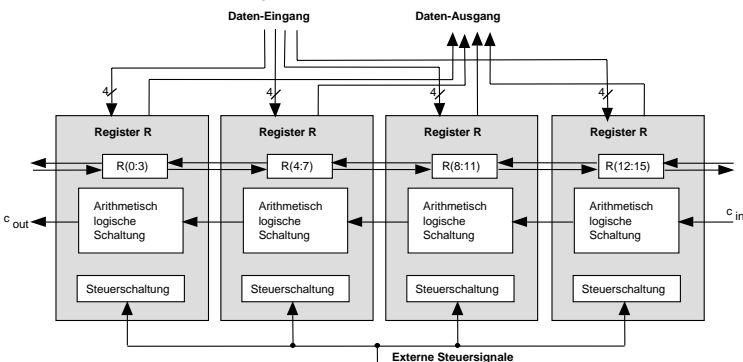 Daten-Eingang Daten-Ausgang
4 4 4 4
Register R Register R Register R Register R
R(0:3) R(4:7) R(8:11) R(12:15)
Arithmetisch Arithmetisch Arithmetisch Arithmetisch
logische logische logische logische
Schaltung Schaltung Schaltung Schaltung
c out c in
Steuerschaltung Steuerschaltung Steuerschaltung Steuerschaltung
Externe Steuersignale